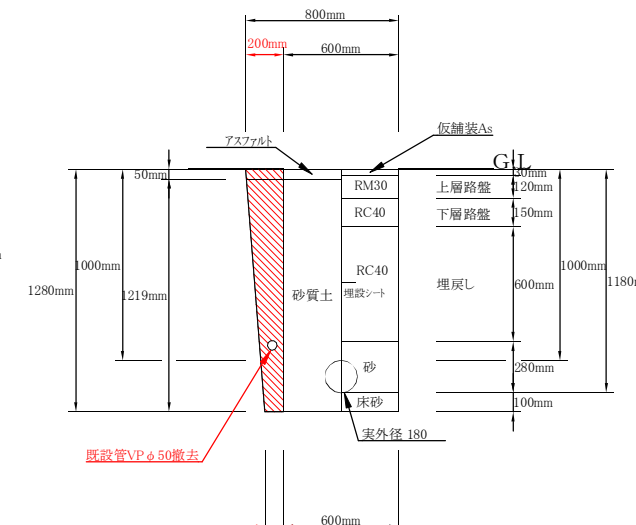 800mm
200mm
600mm
仮舗装As
アスファルト
G.L
50mm
30mm
RM30
上層路盤
120mm
RC40
下層路盤
150mm
1000mm
1280mm
1219mm
砂質土
RC40
埋設シート
埋戻し
600mm
1000mm
1180m
砂
280mm
床砂
100mm
実外径 180
既設管VPφ50撤去
600mm